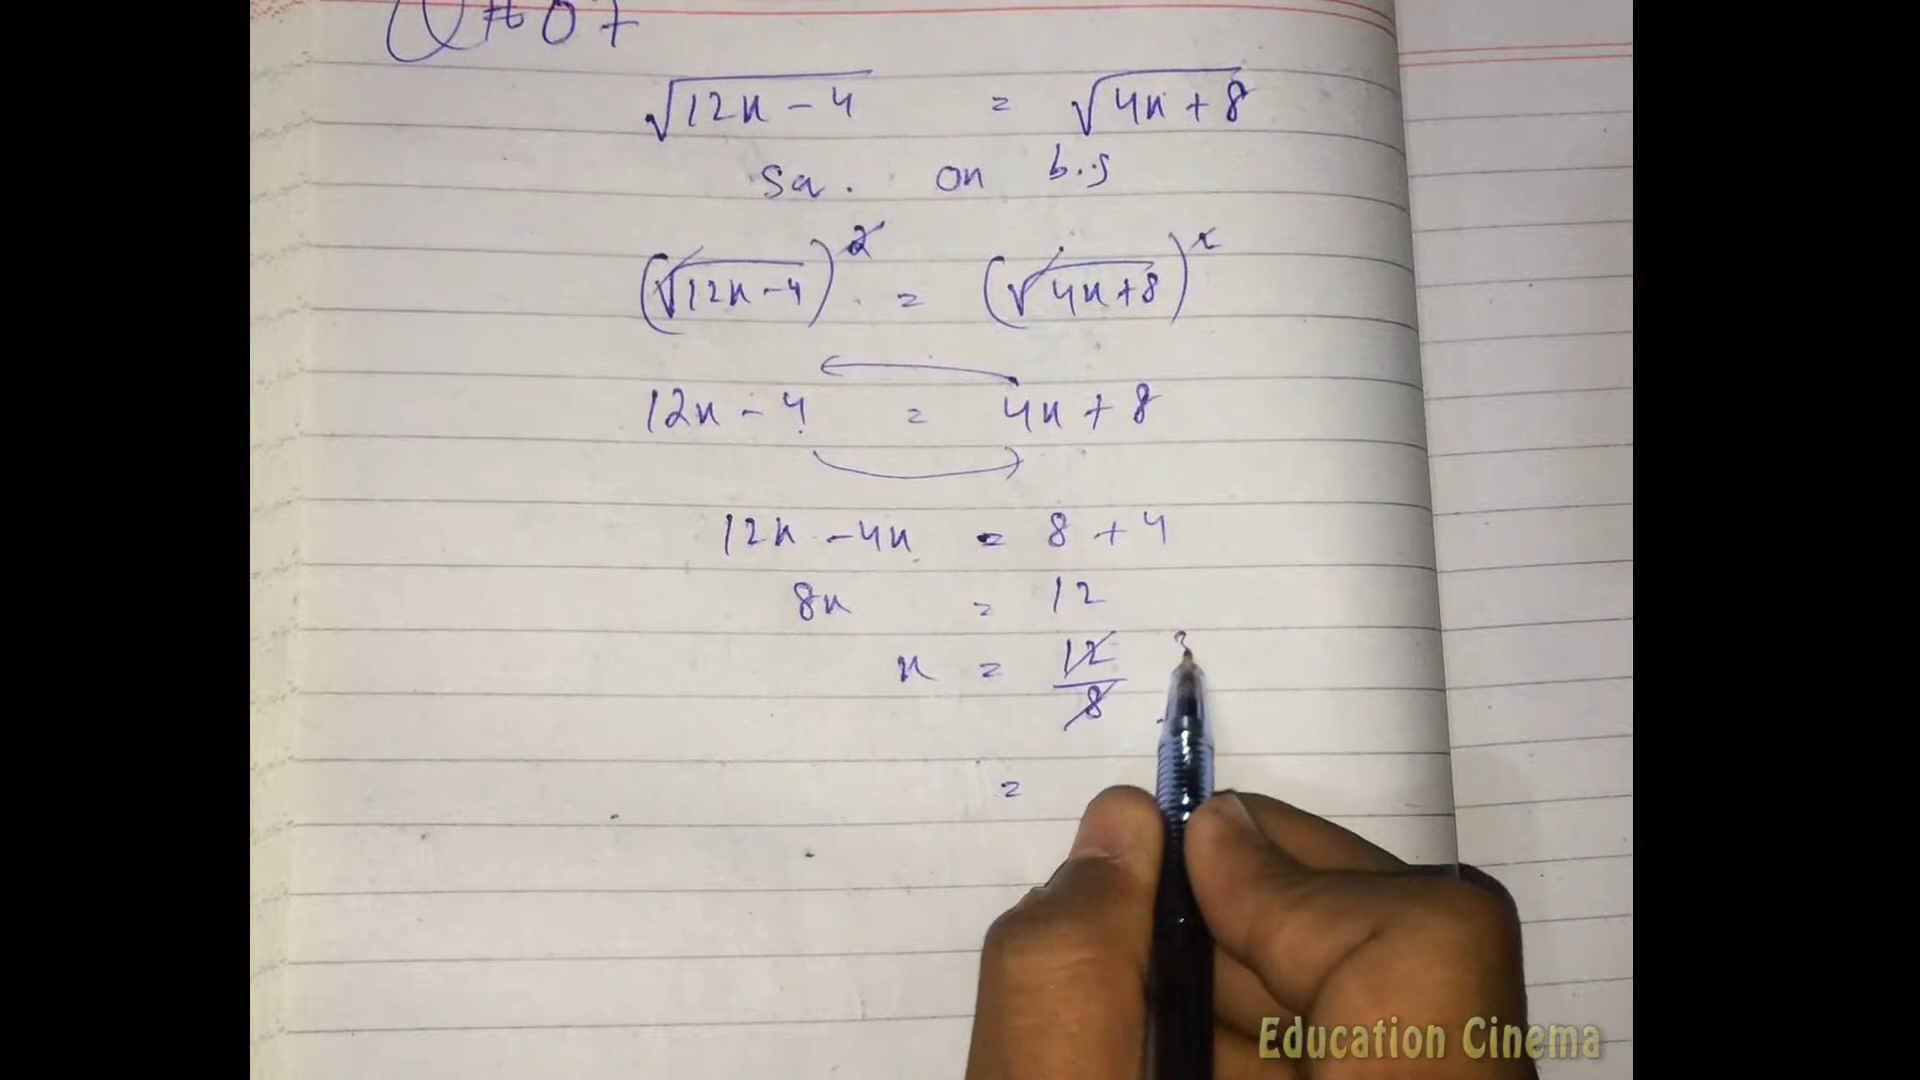 Q#07
√12x - 4 = √4x + 8
Sq. on b.s
(√12x-4)² = (√4x+8)²
12x - 4 = 4x + 8
12x - 4x = 8 + 4
8x = 12
x = 12/8 3
=
Education Cinema